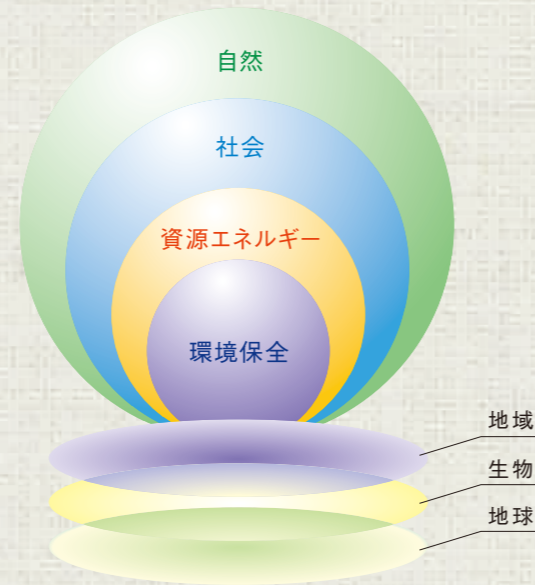 自然
社会
資源エネルギー
環境保全
地域
生物
地球